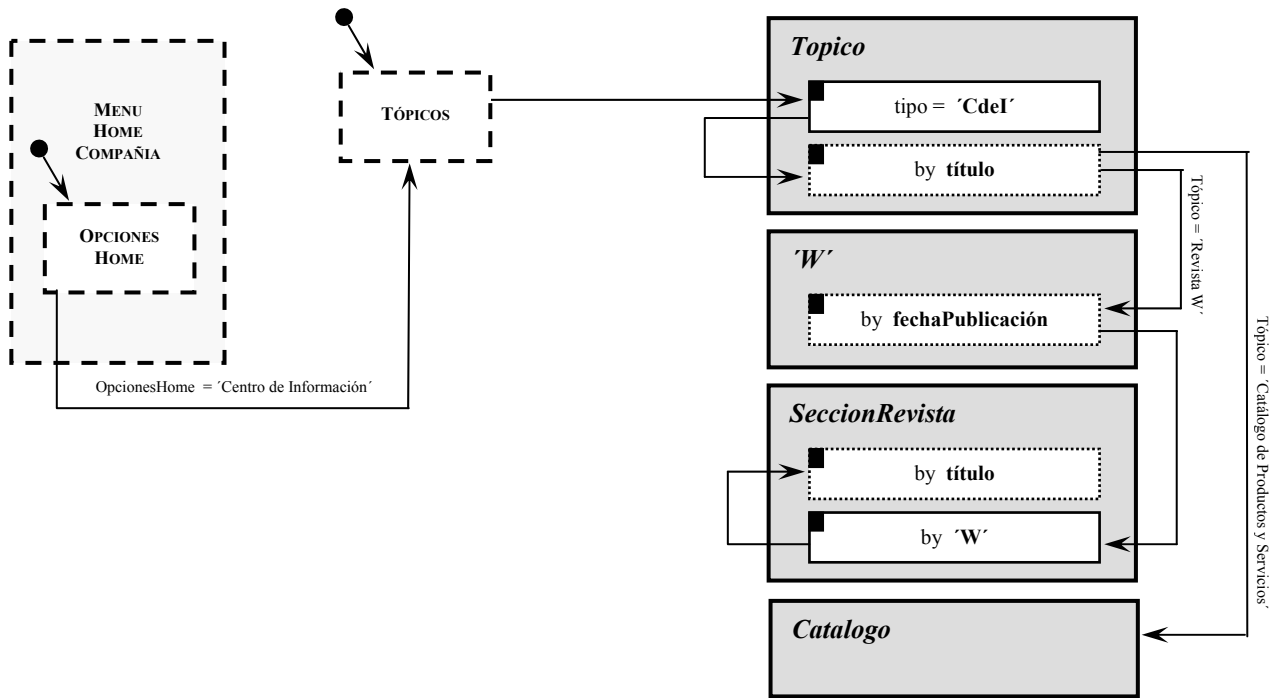 MENU
HOME
COMPAÑIA
OPCIONES
HOME
OpcionesHome = ´Centro de Información´
TÓPICOS
Topico
tipo = ´CdeI´
by título
´W´
by fechaPublicación
SeccionRevista
by título
by ´W´
Catalogo
Tópico = ´Revista W´
Tópico = ´Catálogo de Productos y Servicios´